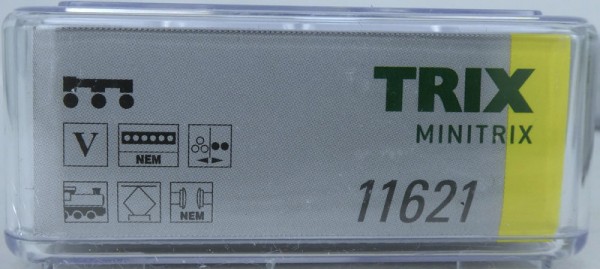 TRIX
MINITRIX
V
NEM
NEM
11621